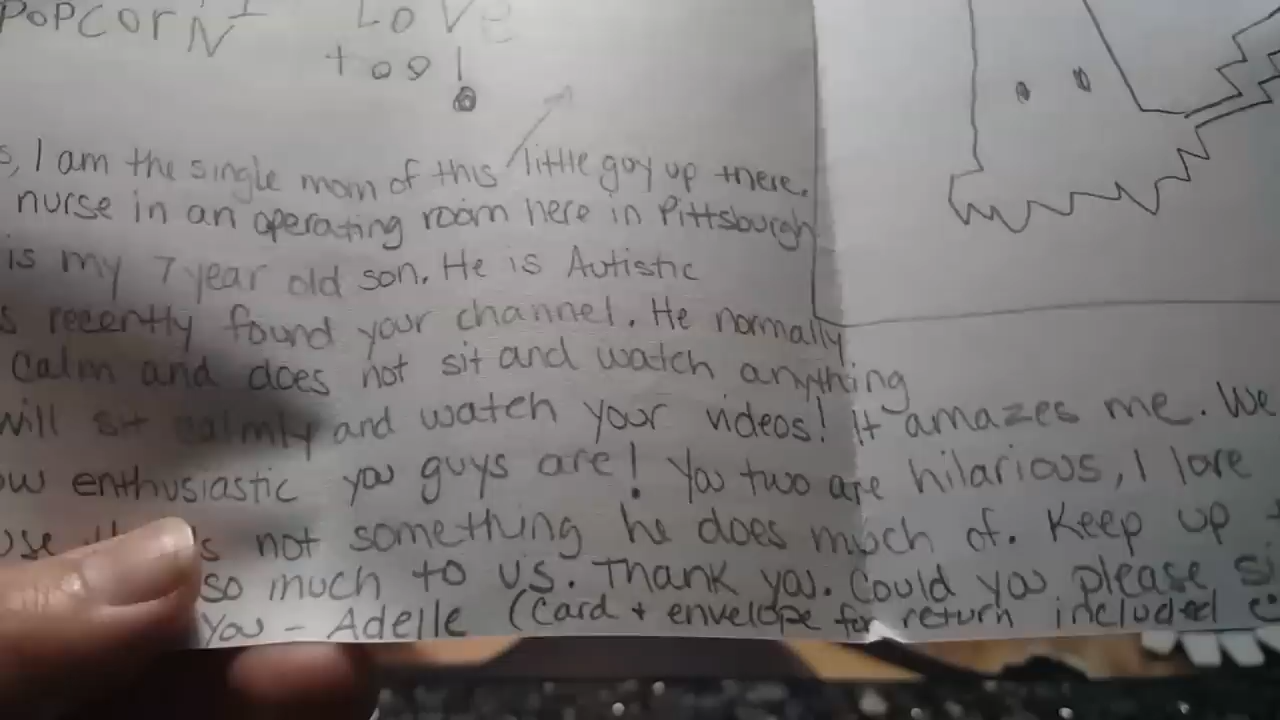 POPCORN LOVE
too!
I am the single mom of this little guy up there.
nurse in an operating room here in Pittsburgh
is my 7 year old son. He is Autistic
recently found your channel. He normally
calm and does not sit and watch anything
will sit calmly and watch your videos! It amazes me. We
enthusiastic you guys are! You two are hilarious, I love
not something he does much of. Keep up
so much to us. Thank you. Could you please
You - Adelle (Card + envelope for return included